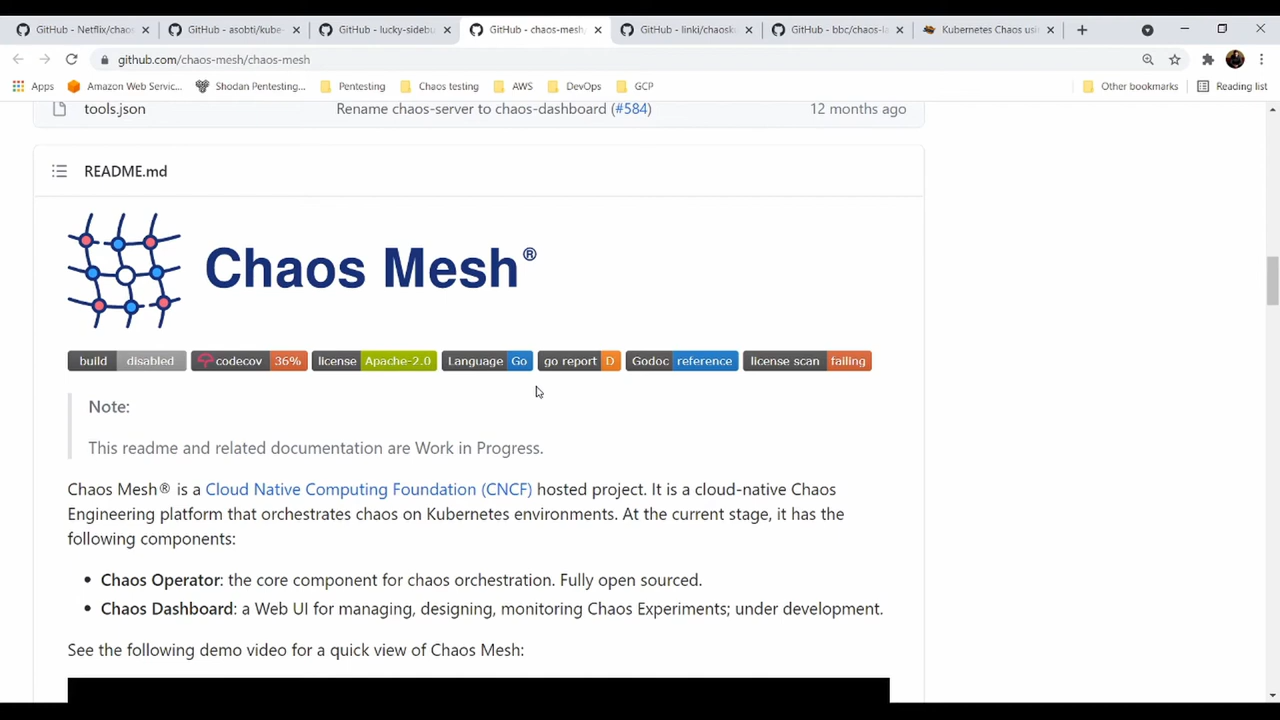 GitHub - Netflix/chaos
GitHub - asobti/kube-
GitHub - lucky-sidebu
GitHub - chaos-mesh/
GitHub - linki/chaosk
GitHub - bbc/chaos-la
Kubernetes Chaos usin
github.com/chaos-mesh/chaos-mesh
Apps
Amazon Web Servic...
Shodan Pentesting...
Pentesting
Chaos testing
AWS
DevOps
GCP
Other bookmarks
Reading list
tools.json Rename chaos-server to chaos-dashboard (#584) 12 months ago
README.md
Chaos Mesh®
build disabled codecov 36% license Apache-2.0 Language Go go report D Godoc reference license scan failing
Note:
This readme and related documentation are Work in Progress.
Chaos Mesh® is a Cloud Native Computing Foundation (CNCF) hosted project. It is a cloud-native Chaos
Engineering platform that orchestrates chaos on Kubernetes environments. At the current stage, it has the
following components:
• Chaos Operator: the core component for chaos orchestration. Fully open sourced.
• Chaos Dashboard: a Web UI for managing, designing, monitoring Chaos Experiments; under development.
See the following demo video for a quick view of Chaos Mesh: